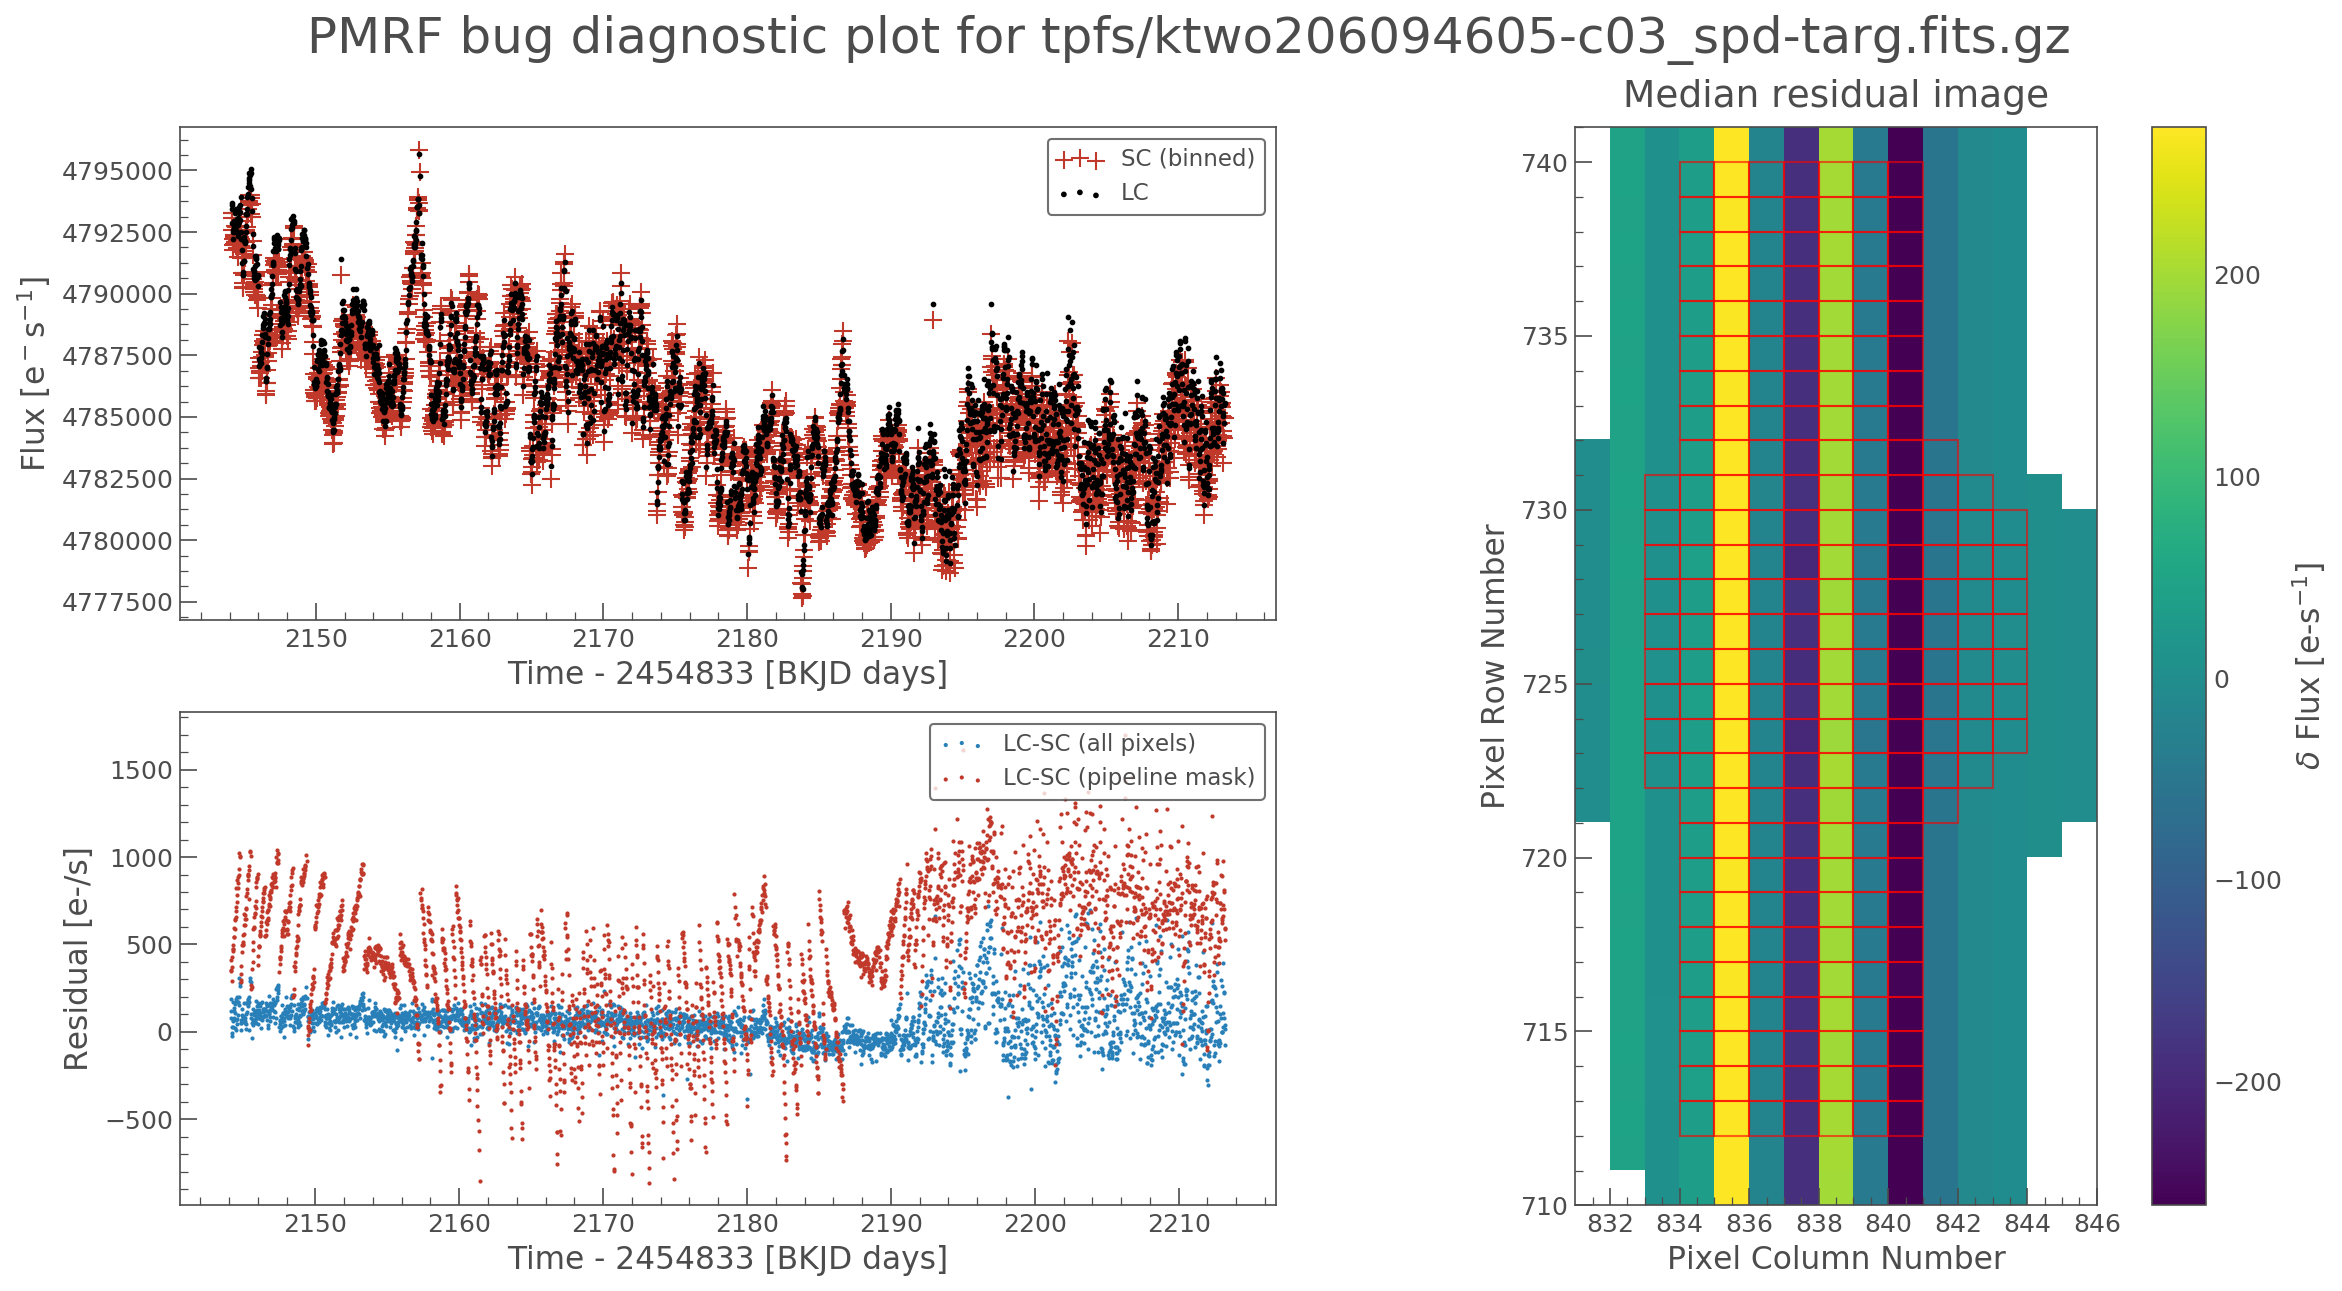 PMRF bug diagnostic plot for tpfs/ktwo206094605-c03_spd-targ.fits.gz
SC (binned)
LC
4795000
4792500
4790000
4787500
4785000
4782500
4780000
4777500
Flux [e⁻ s⁻¹]
2150 2160 2170 2180 2190 2200 2210
Time - 2454833 [BKJD days]
LC-SC (all pixels)
LC-SC (pipeline mask)
1500
1000
500
0
−500
Residual [e-/s]
2150 2160 2170 2180 2190 2200 2210
Time - 2454833 [BKJD days]
Median residual image
740
735
730
725
720
715
710
Pixel Row Number
832 834 836 838 840 842 844 846
Pixel Column Number
200
100
0
−100
−200
δ Flux [e-s⁻¹]